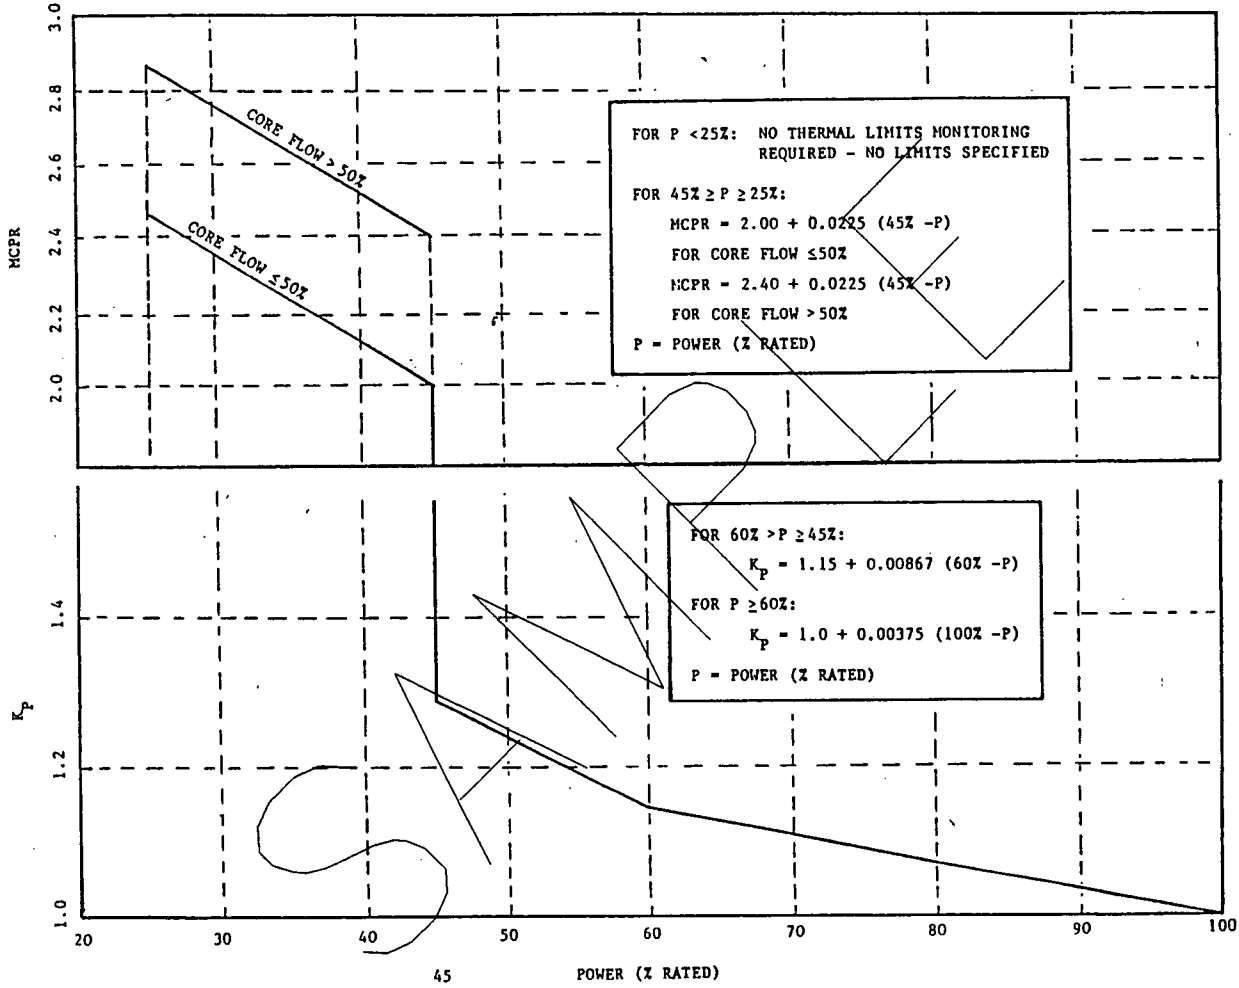 3.0
2.8
2.6
2.4
2.2
2.0
MCPR
CORE FLOW > 50%
CORE FLOW ≤ 50%
FOR P <25%: NO THERMAL LIMITS MONITORING
REQUIRED - NO LIMITS SPECIFIED
FOR 45% ≥ P ≥ 25%:
MCPR = 2.00 + 0.0225 (45% -P)
FOR CORE FLOW ≤50%
MCPR = 2.40 + 0.0225 (45% -P)
FOR CORE FLOW > 50%
P = POWER (% RATED)
1.4
1.2
1.0
K_P
FOR 60% >P ≥45%:
K_P = 1.15 + 0.00867 (60% -P)
FOR P ≥60%:
K_P = 1.0 + 0.00375 (100% -P)
P = POWER (% RATED)
SAMPLE
20 30 40 50 60 70 80 90 100
45 POWER (% RATED)